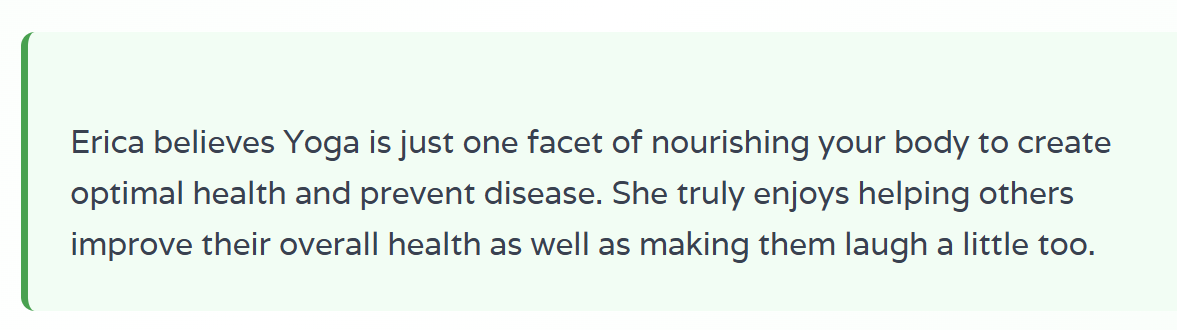 Erica believes Yoga is just one facet of nourishing your body to create
optimal health and prevent disease. She truly enjoys helping others
improve their overall health as well as making them laugh a little too.